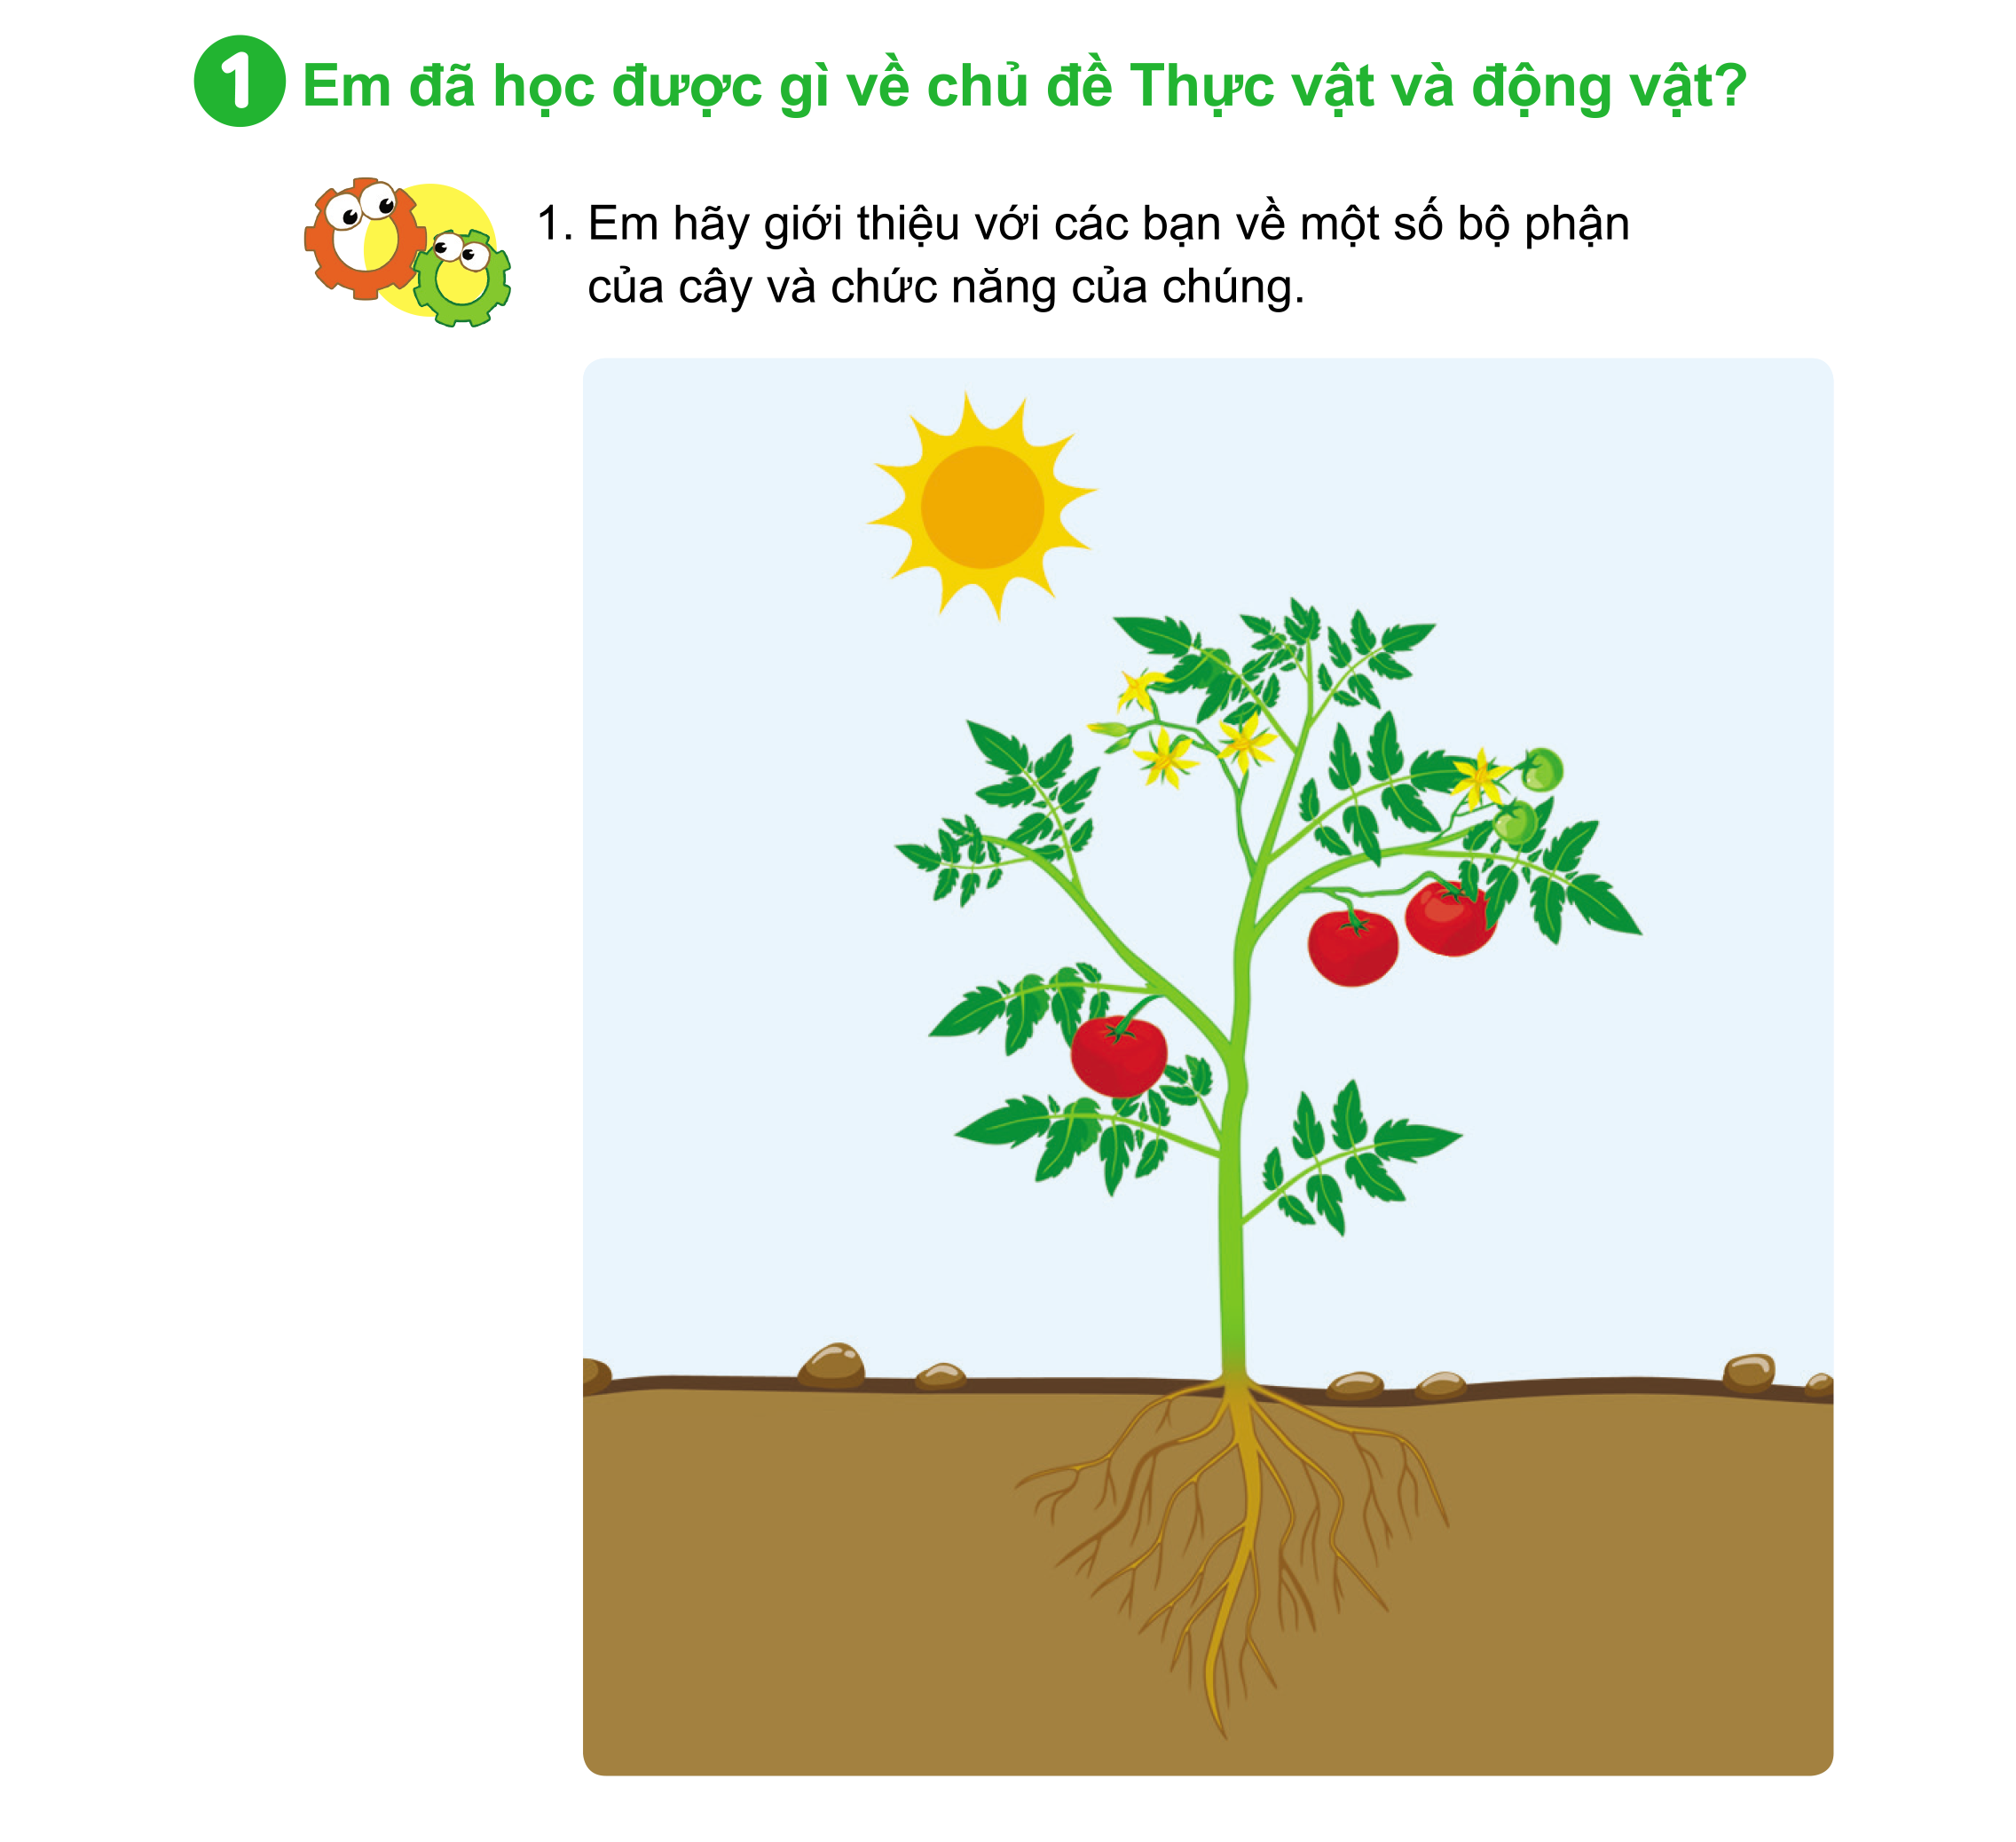 1 Em đã học được gì về chủ đề Thực vật và động vật?
1. Em hãy giới thiệu với các bạn về một số bộ phận
của cây và chức năng của chúng.